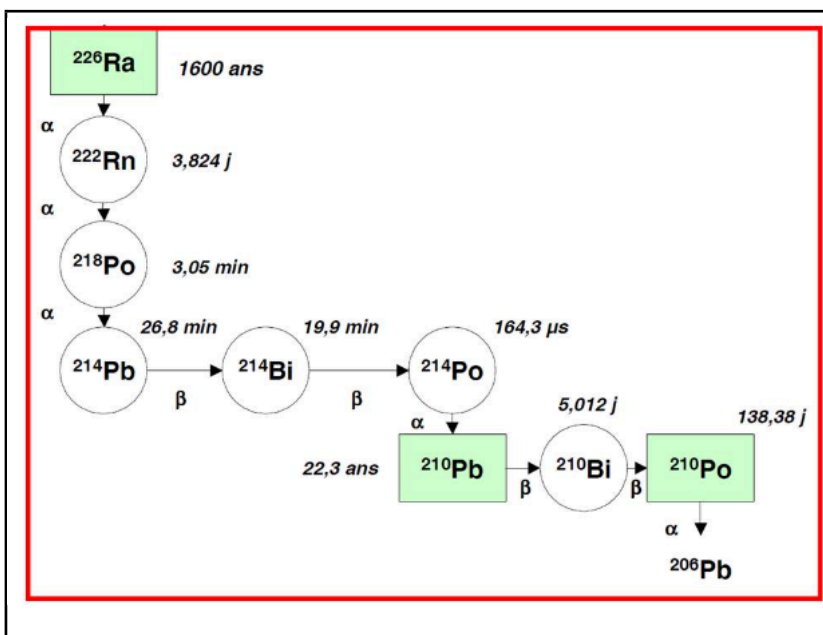 ²²⁶Ra
1600 ans
α
²²²Rn
3,824 j
α
²¹⁸Po
3,05 min
α
26,8 min
19,9 min
164,3 µs
²¹⁴Pb
β
²¹⁴Bi
β
²¹⁴Po
α
5,012 j
138,38 j
22,3 ans
²¹⁰Pb
β
²¹⁰Bi
β
²¹⁰Po
α
²⁰⁶Pb